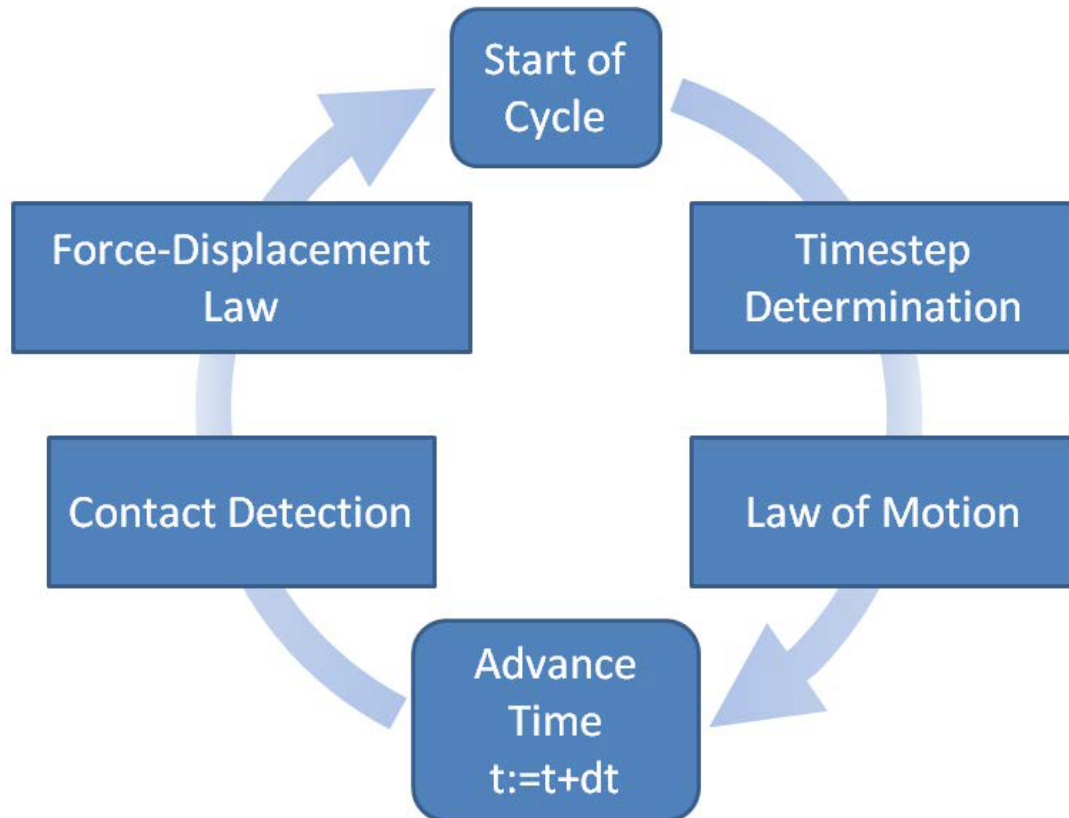 Start of
Cycle
Timestep
Determination
Law of Motion
Advance
Time
t:=t+dt
Contact Detection
Force-Displacement
Law